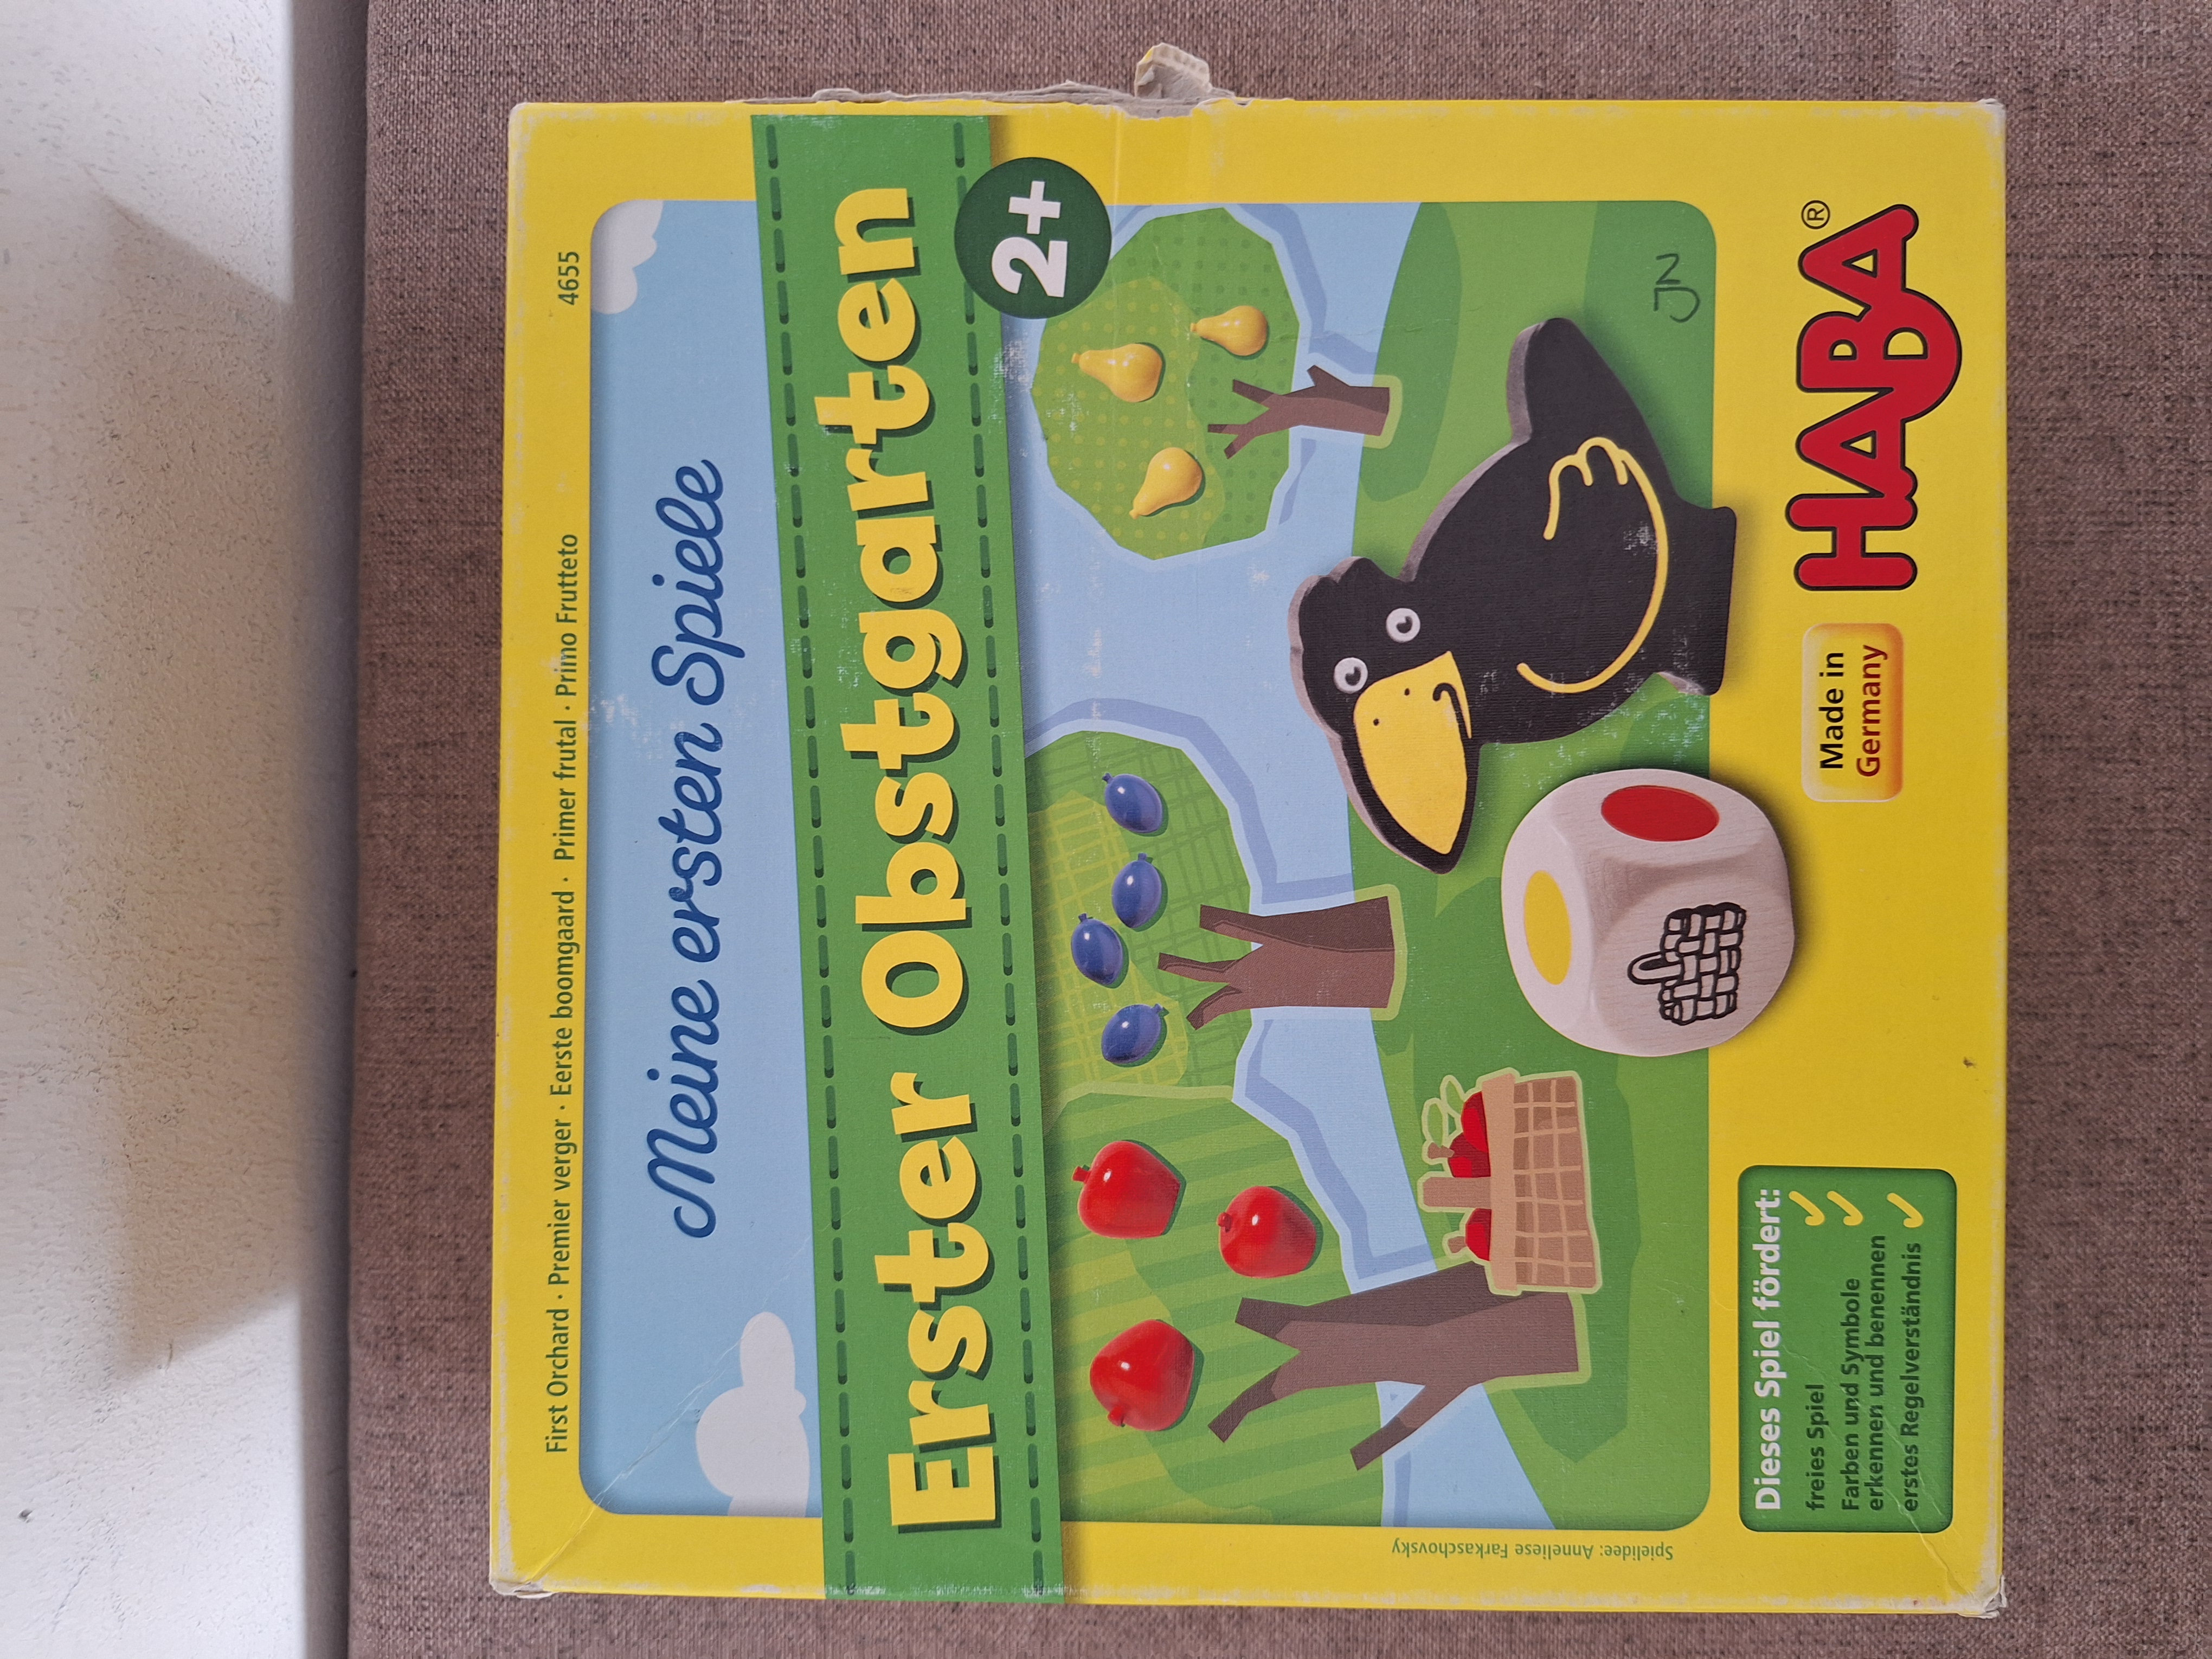 4655
First Orchard · Premier verger · Eerste boomgaard · Primer frutal · Primo Frutteto
Meine ersten Spiele
Erster Obstgarten
2+
JN
Spielidee: Anneliese Farkaschovsky
Dieses Spiel fördert:
freies Spiel
Farben und Symbole
erkennen und benennen
erstes Regelverständnis
Made in
Germany
HABA®